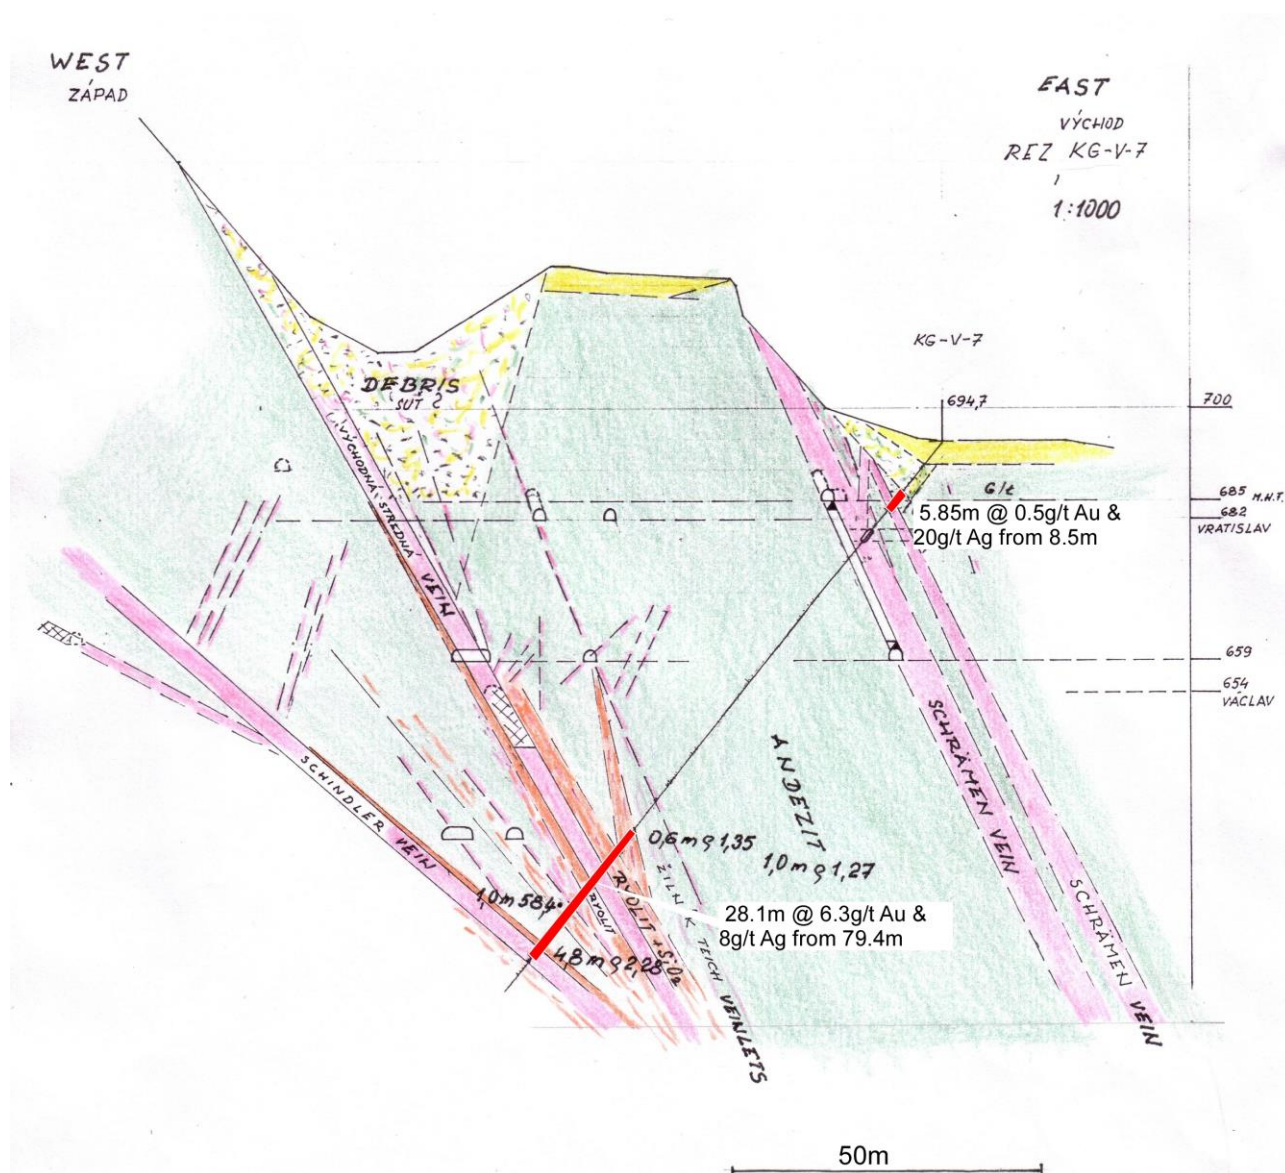 WEST
ZÁPAD
EAST
VÝCHOD
REZ KG-V-7
1:1000
KG-V-7
694,7
700
DEBRIS
SUŤ
VÝCHODNÁ STREDNÁ VEIN
G/t
685 M.N.T.
682
VRATISLAV
5.85m @ 0.5g/t Au &
20g/t Ag from 8.5m
659
654
VÁCLAV
SCHINDLER VEIN
ANDEZIT
SCHRÄMEN VEIN
SCHRÄMEN VEIN
0,6m 1,35
1,0m 1,27
1,0m 58,4
RYOLIT
RYOLIT + SiO2
ŽILNÍK TEICH VEINLETS
28.1m @ 6.3g/t Au &
8g/t Ag from 79.4m
4,8m 2,28
50m